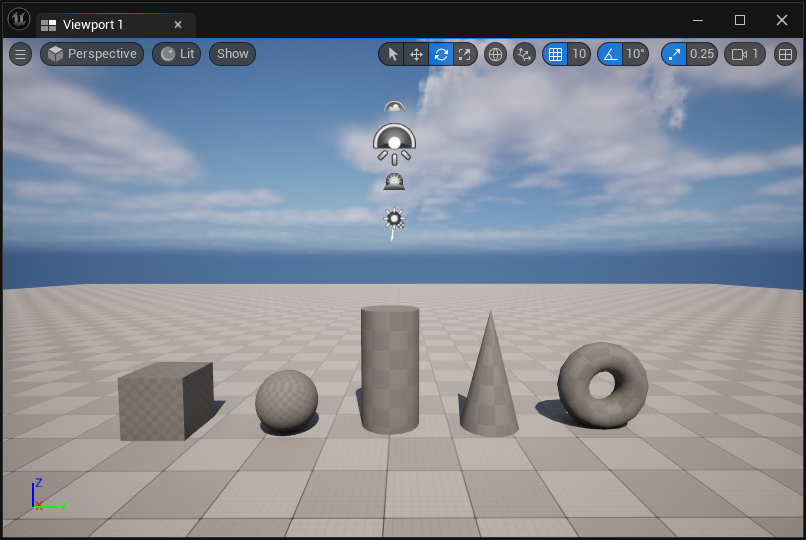 Viewport 1
Perspective Lit Show 10 10° 0.25 1
Z
X Y